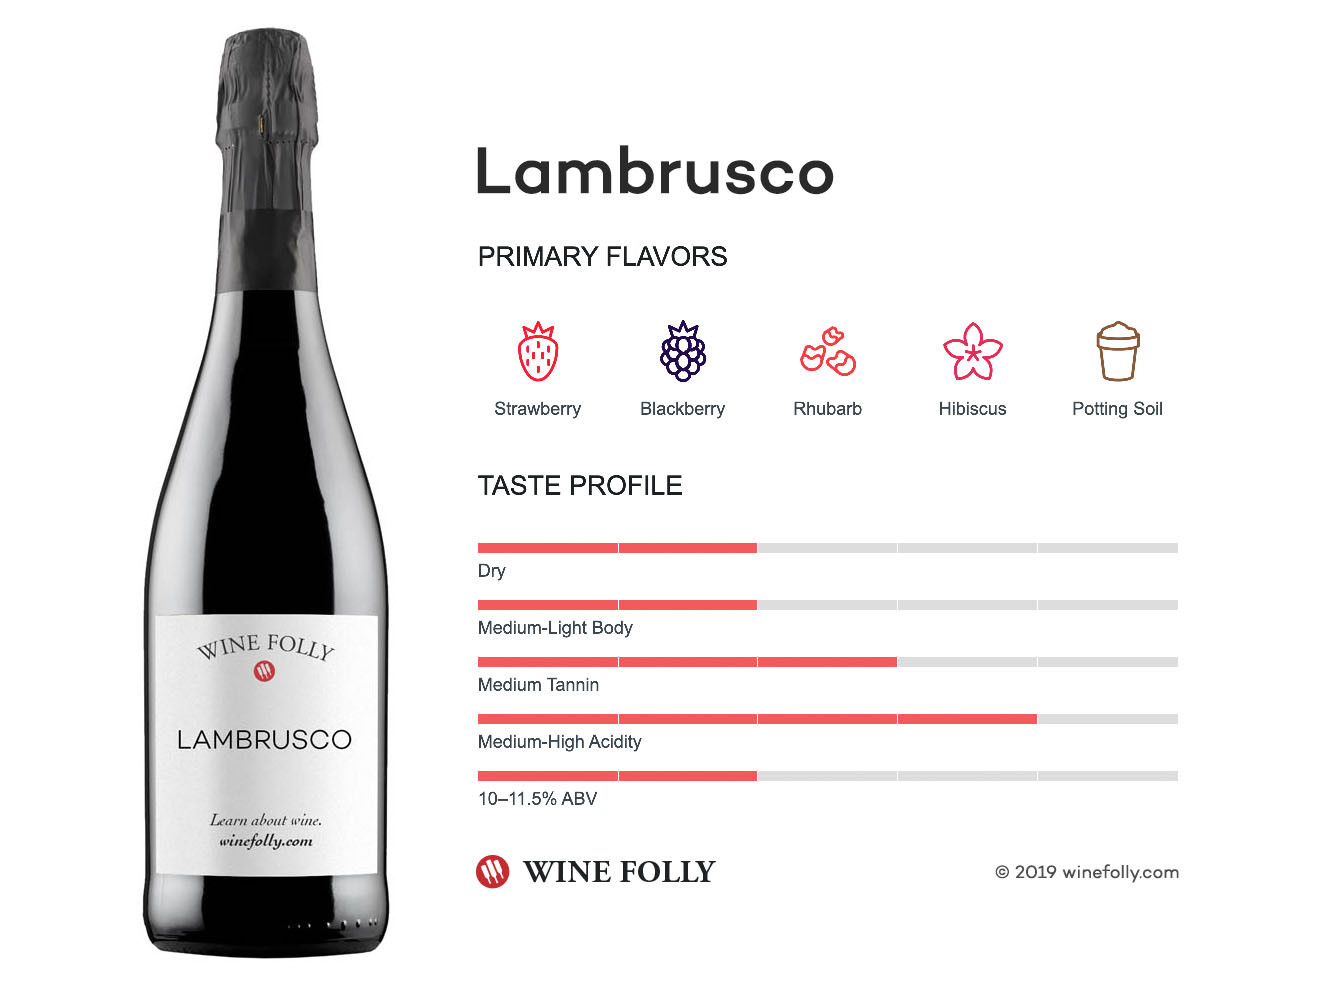 WINE FOLLY
LAMBRUSCO
Learn about wine.
winefolly.com
Lambrusco
PRIMARY FLAVORS
Strawberry
Blackberry
Rhubarb
Hibiscus
Potting Soil
TASTE PROFILE
Dry
Medium-Light Body
Medium Tannin
Medium-High Acidity
10–11.5% ABV
WINE FOLLY
© 2019 winefolly.com